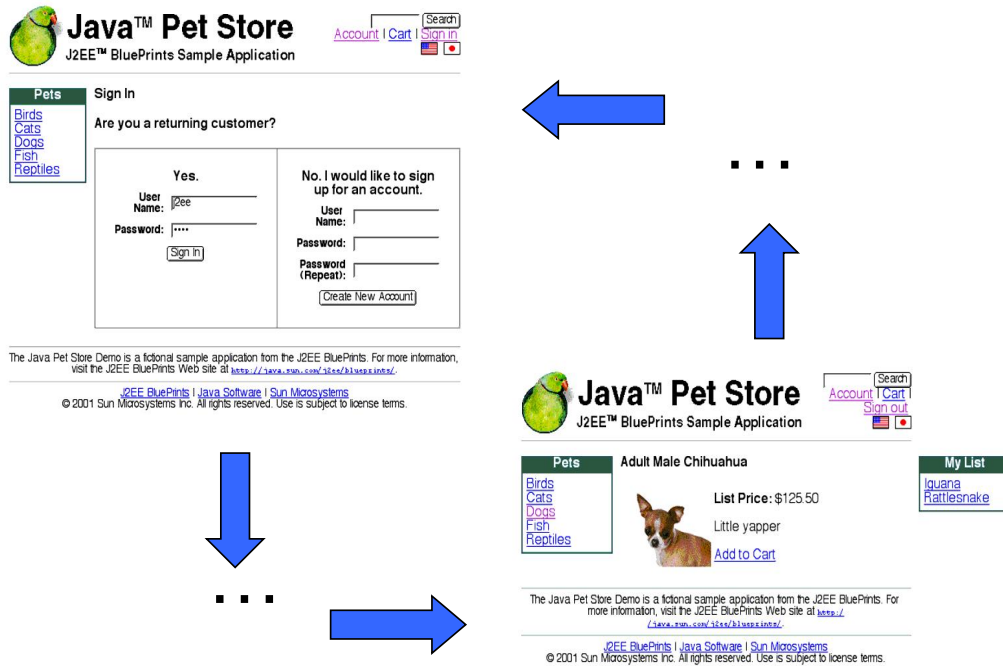 Java™ Pet Store
J2EE™ BluePrints Sample Application
Search
Account | Cart | Sign in
Pets
Birds
Cats
Dogs
Fish
Reptiles
Sign In
Are you a returning customer?
Yes.
User Name: j2ee
Password: ••••
Sign In
No. I would like to sign
up for an account.
User
Name:
Password:
Password
(Repeat):
Create New Account
The Java Pet Store Demo is a fictional sample application from the J2EE BluePrints. For more information,
visit the J2EE BluePrints Web site at http://java.sun.com/j2ee/blueprints/.
J2EE BluePrints | Java Software | Sun Microsystems
© 2001 Sun Microsystems Inc. All rights reserved. Use is subject to license terms.
. . .
. . .
Java™ Pet Store
J2EE™ BluePrints Sample Application
Search
Account | Cart |
Sign out
Pets
Birds
Cats
Dogs
Fish
Reptiles
Adult Male Chihuahua
List Price: $125.50
Little yapper
Add to Cart
My List
Iguana
Rattlesnake
The Java Pet Store Demo is a fictional sample application from the J2EE BluePrints. For
more information, visit the J2EE BluePrints Web site at http:/
/java.sun.com/j2ee/blueprints/.
J2EE BluePrints | Java Software | Sun Microsystems
© 2001 Sun Microsystems Inc. All rights reserved. Use is subject to license terms.